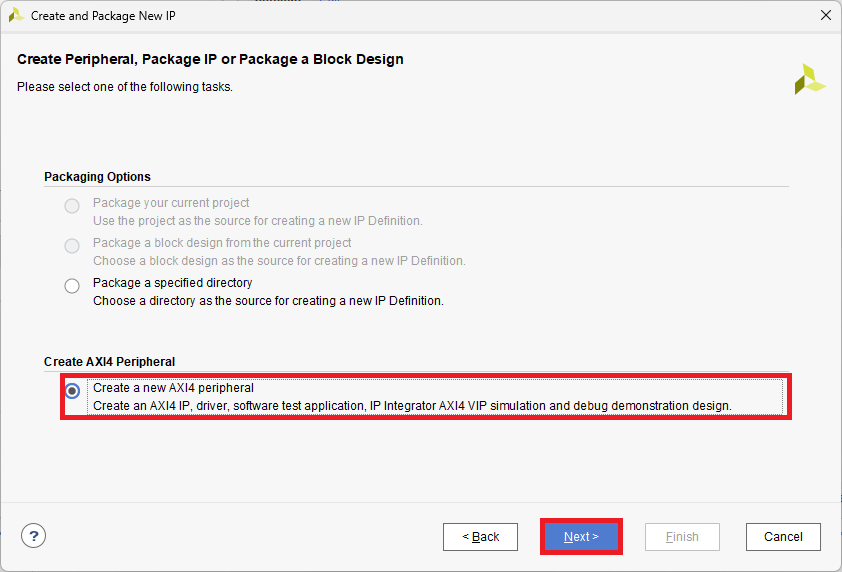 Create and Package New IP
Create Peripheral, Package IP or Package a Block Design
Please select one of the following tasks.
Packaging Options
Package your current project
Use the project as the source for creating a new IP Definition.
Package a block design from the current project
Choose a block design as the source for creating a new IP Definition.
Package a specified directory
Choose a directory as the source for creating a new IP Definition.
Create AXI4 Peripheral
Create a new AXI4 peripheral
Create an AXI4 IP, driver, software test application, IP Integrator AXI4 VIP simulation and debug demonstration design.
? < Back Next > Finish Cancel